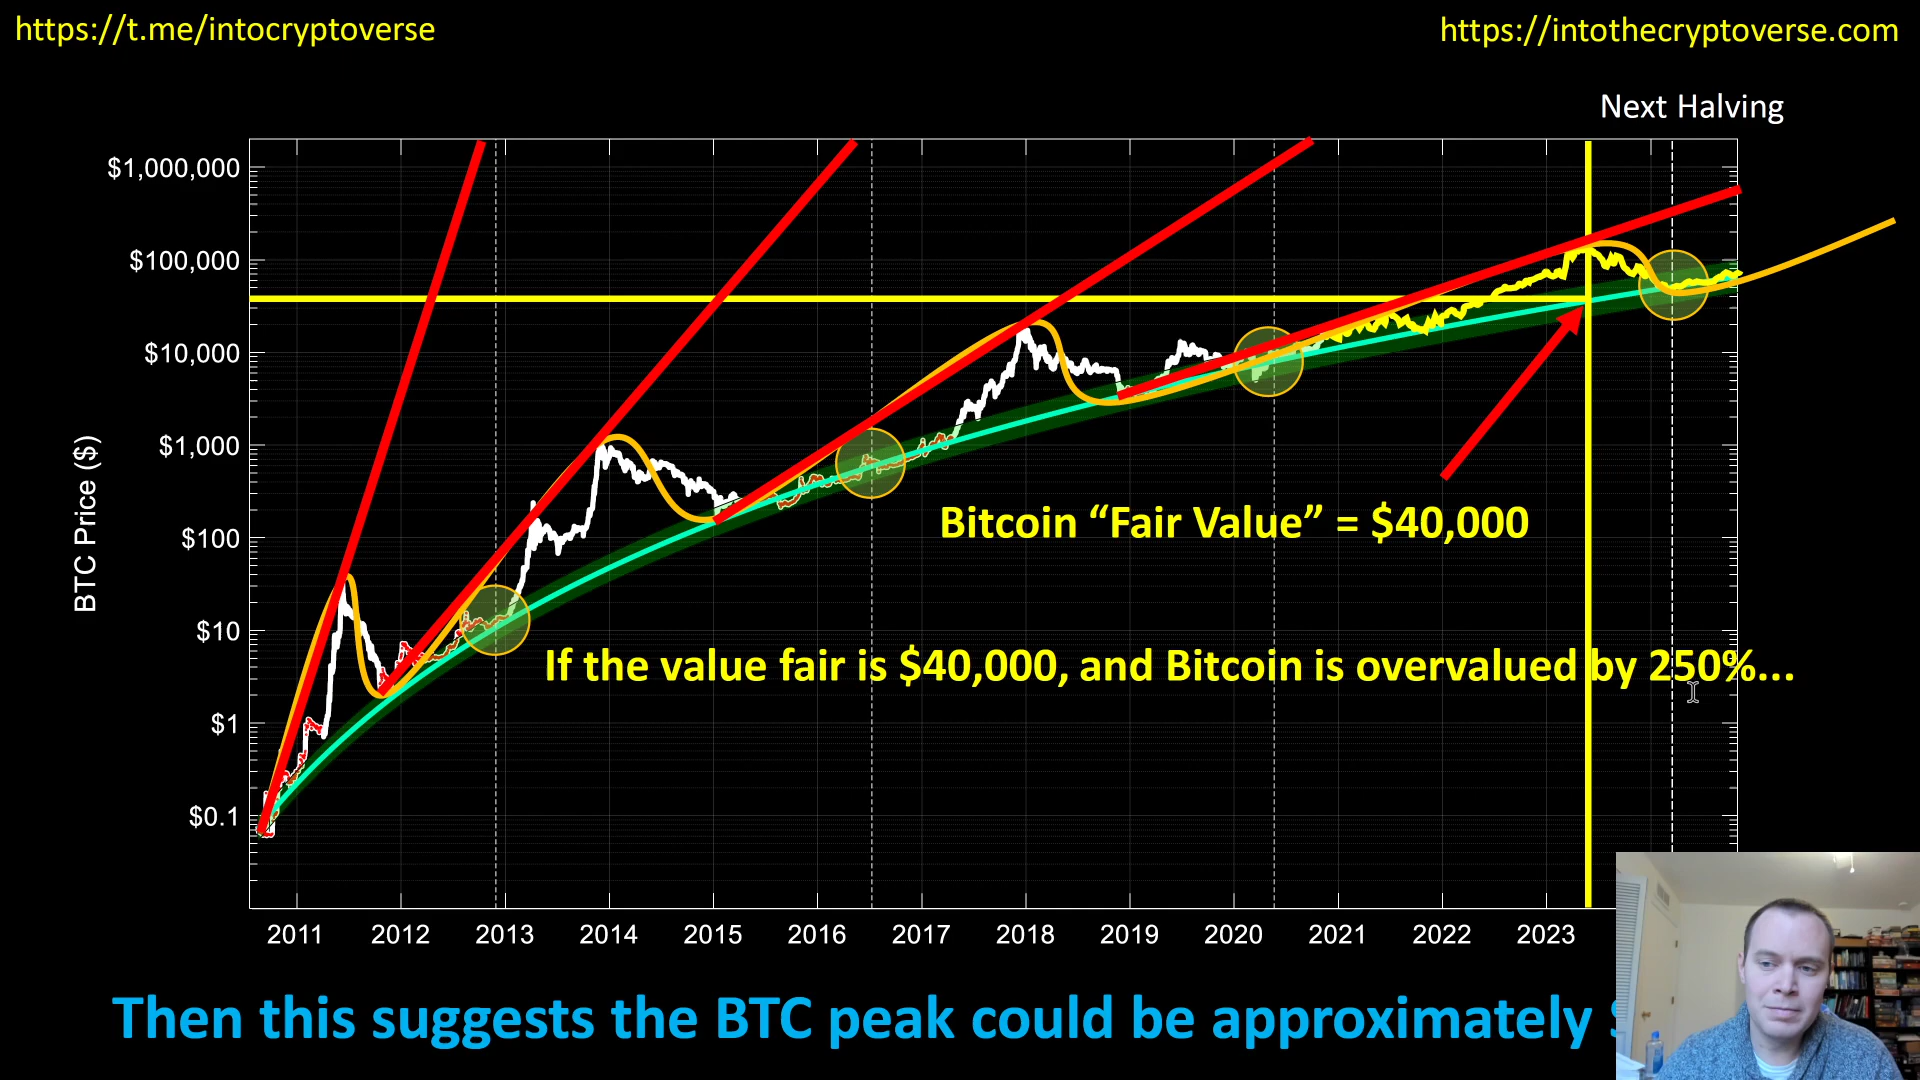 https://t.me/intocryptoverse
https://intothecryptoverse.com
Next Halving
$1,000,000
$100,000
$10,000
$1,000
$100
$10
$1
$0.1
BTC Price ($)
Bitcoin “Fair Value” = $40,000
If the value fair is $40,000, and Bitcoin is overvalued by 250%...
2011 2012 2013 2014 2015 2016 2017 2018 2019 2020 2021 2022 2023
Then this suggests the BTC peak could be approximately